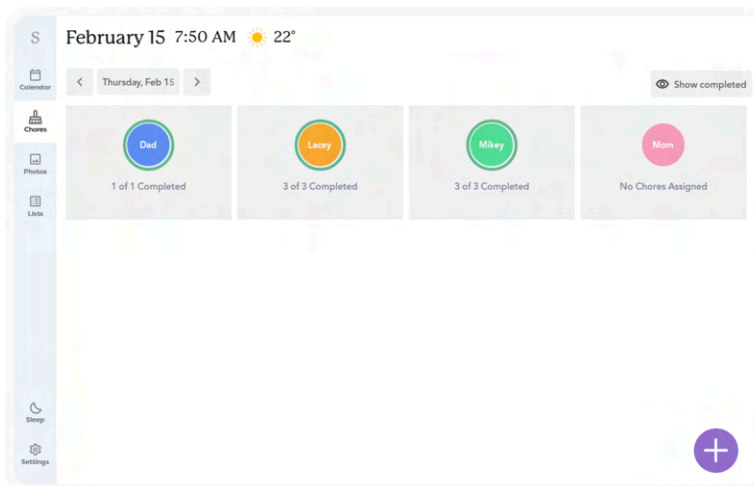 S
February 15 7:50 AM 22°
Calendar
Thursday, Feb 15
Show completed
Chores
Dad
1 of 1 Completed
Lacey
3 of 3 Completed
Mikey
3 of 3 Completed
Mom
No Chores Assigned
Photos
Lists
Sleep
Settings